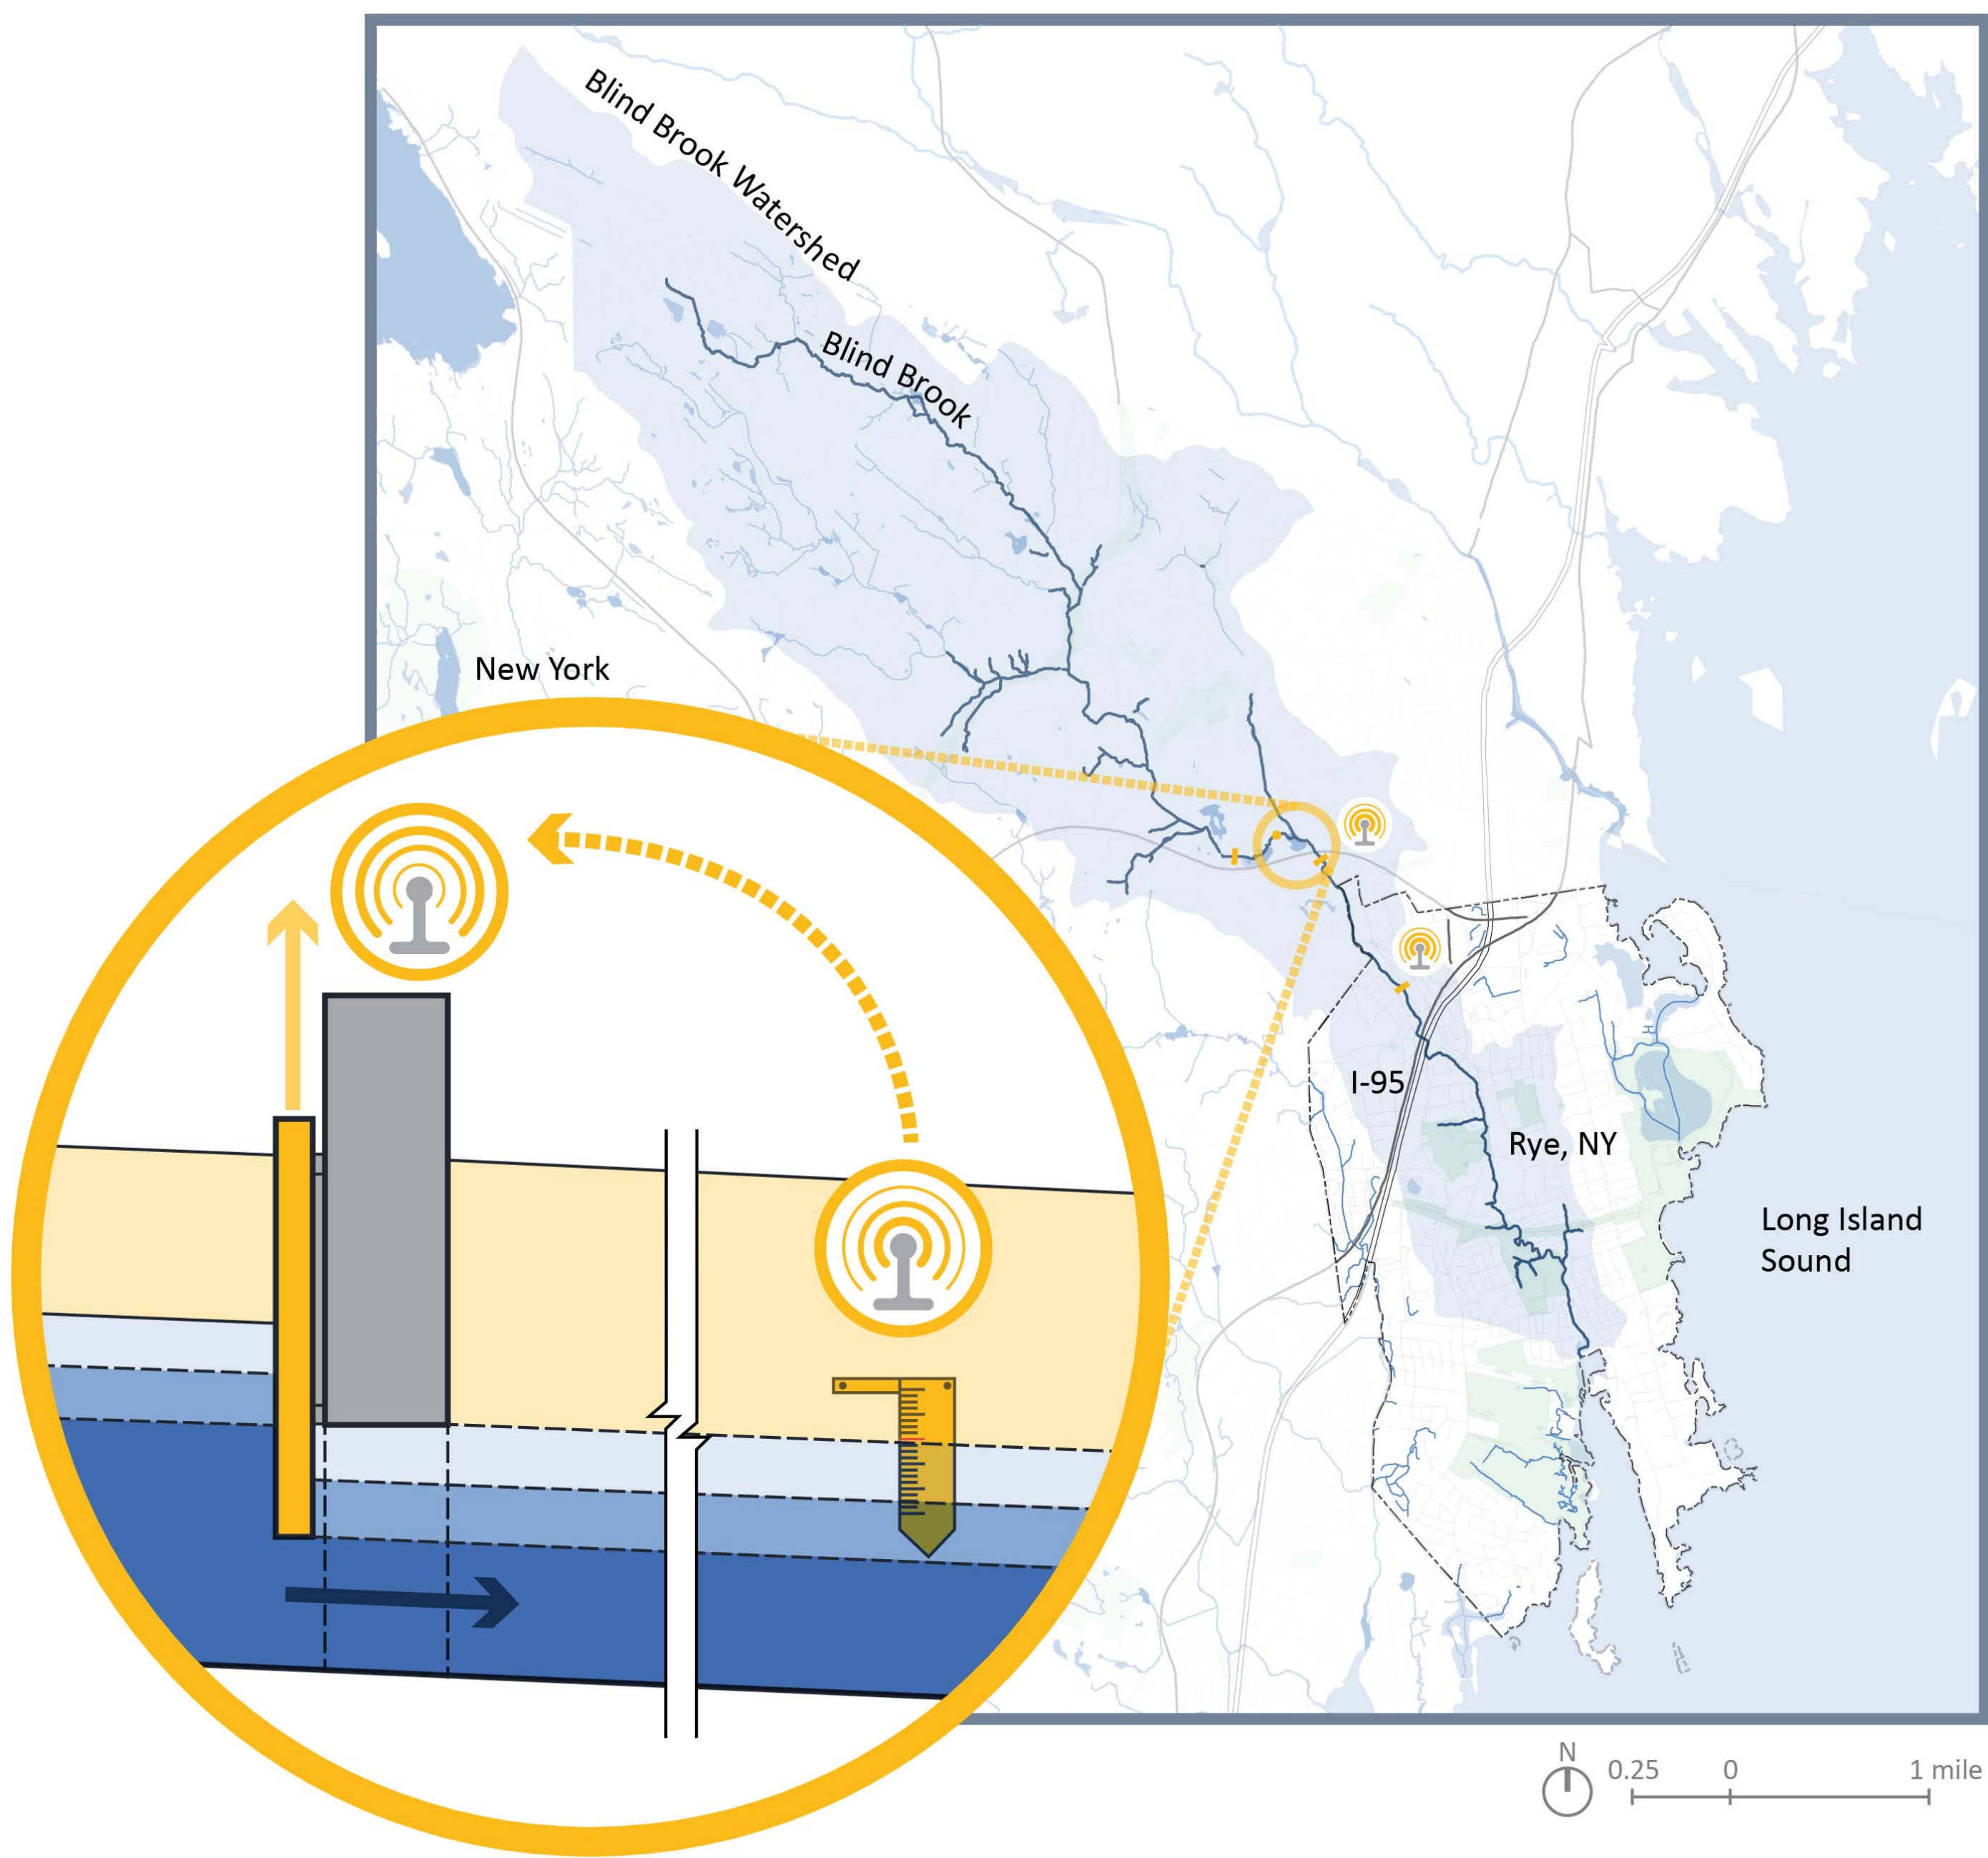 Blind Brook Watershed
Blind Brook
New York
I-95
Rye, NY
Long Island
Sound
N
0.25 0 1 mile